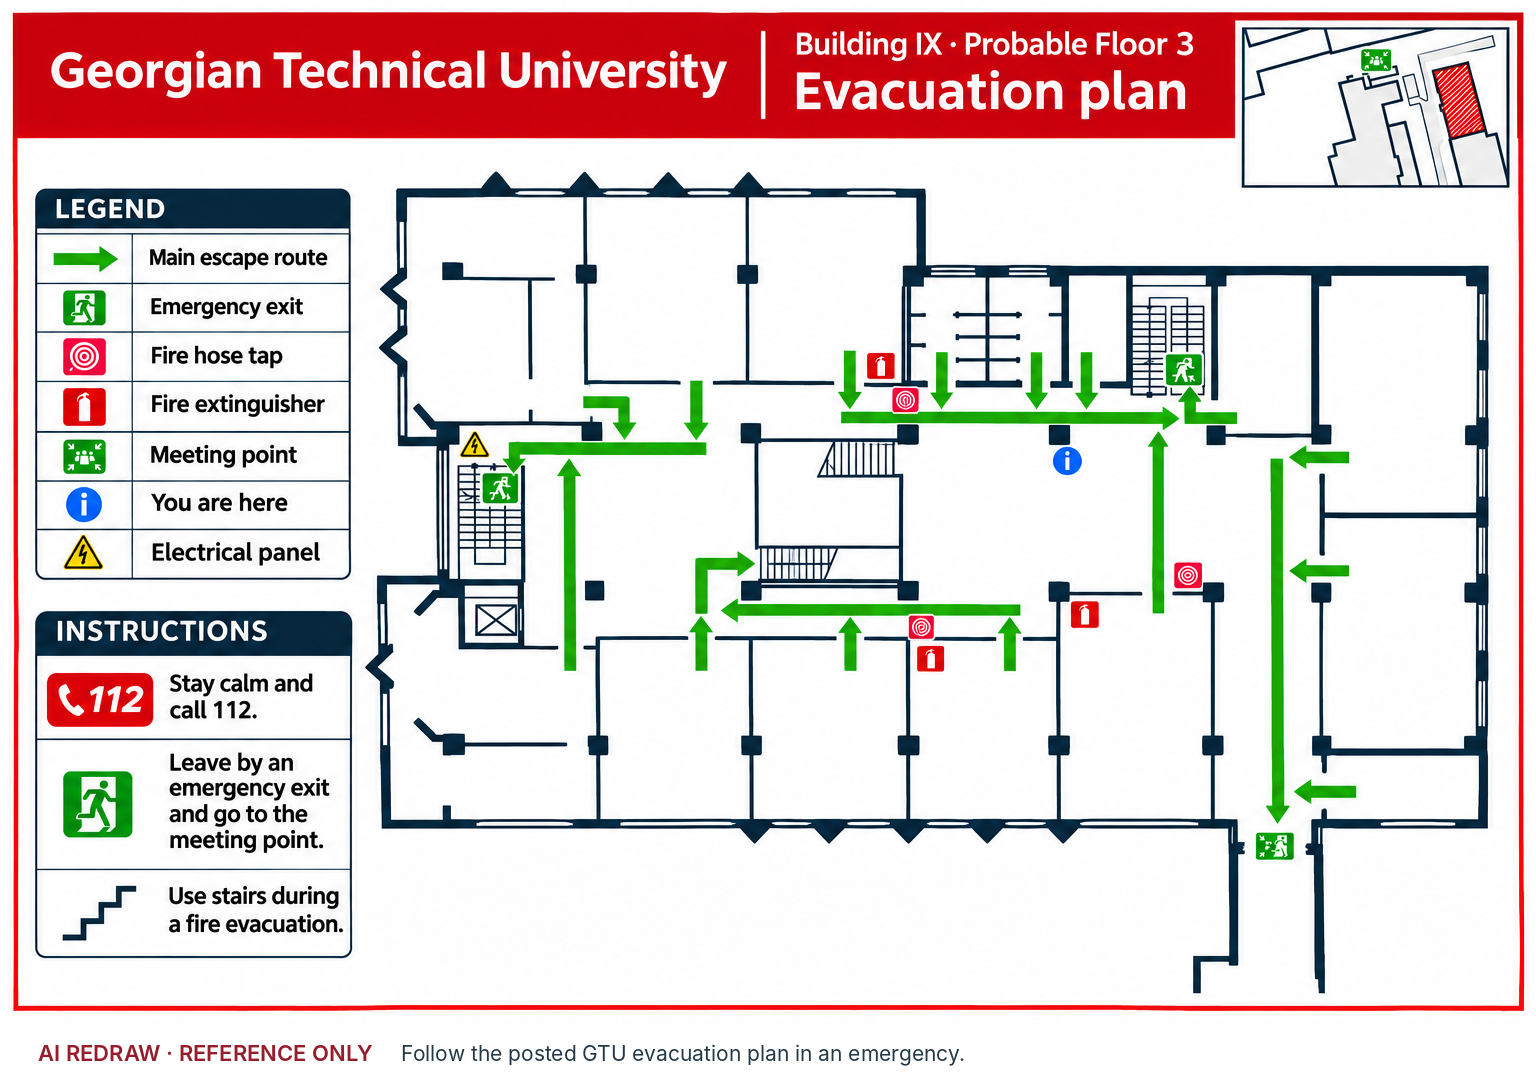 Georgian Technical University
Building IX · Probable Floor 3
Evacuation plan
LEGEND
Main escape route
Emergency exit
Fire hose tap
Fire extinguisher
Meeting point
i
You are here
Electrical panel
INSTRUCTIONS
112
Stay calm and
call 112.
Leave by an
emergency exit
and go to the
meeting point.
Use stairs during
a fire evacuation.
i
AI REDRAW · REFERENCE ONLY
Follow the posted GTU evacuation plan in an emergency.